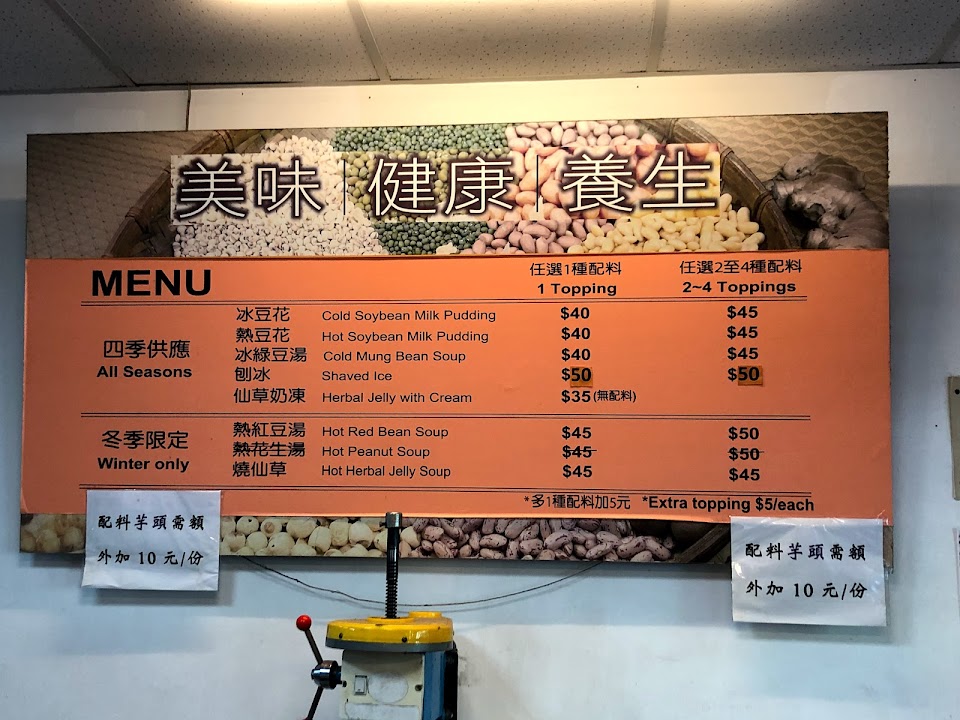 美味 | 健康 | 養生
MENU 任選1種配料 任選2至4種配料
1 Topping 2~4 Toppings
冰豆花 Cold Soybean Milk Pudding $40 $45
熱豆花 Hot Soybean Milk Pudding $40 $45
四季供應 冰綠豆湯 Cold Mung Bean Soup $40 $45
All Seasons 刨冰 Shaved Ice $50 $50
仙草奶凍 Herbal Jelly with Cream $35 (無配料)
冬季限定 熱紅豆湯 Hot Red Bean Soup $45 $50
Winter only 熱花生湯 Hot Peanut Soup $45 $50
燒仙草 Hot Herbal Jelly Soup $45 $45
*多1種配料加5元 *Extra topping $5/each
配料芋頭需額
外加 10 元/份
配料芋頭需額
外加 10 元/份